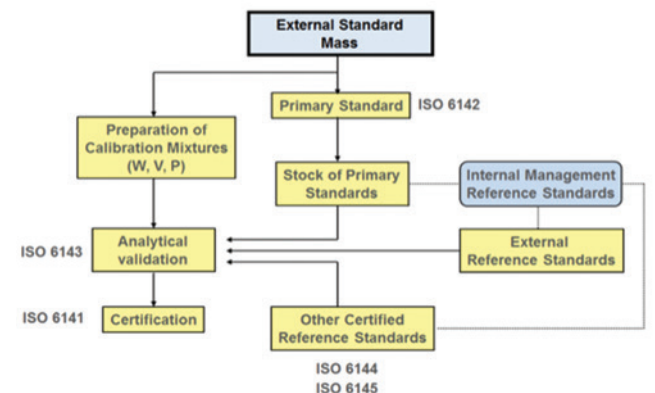 External Standard
Mass
Primary Standard
ISO 6142
Preparation of
Calibration Mixtures
(W, V, P)
Stock of Primary
Standards
Internal Management
Reference Standards
ISO 6143
Analytical
validation
External
Reference Standards
ISO 6141
Certification
Other Certified
Reference Standards
ISO 6144
ISO 6145